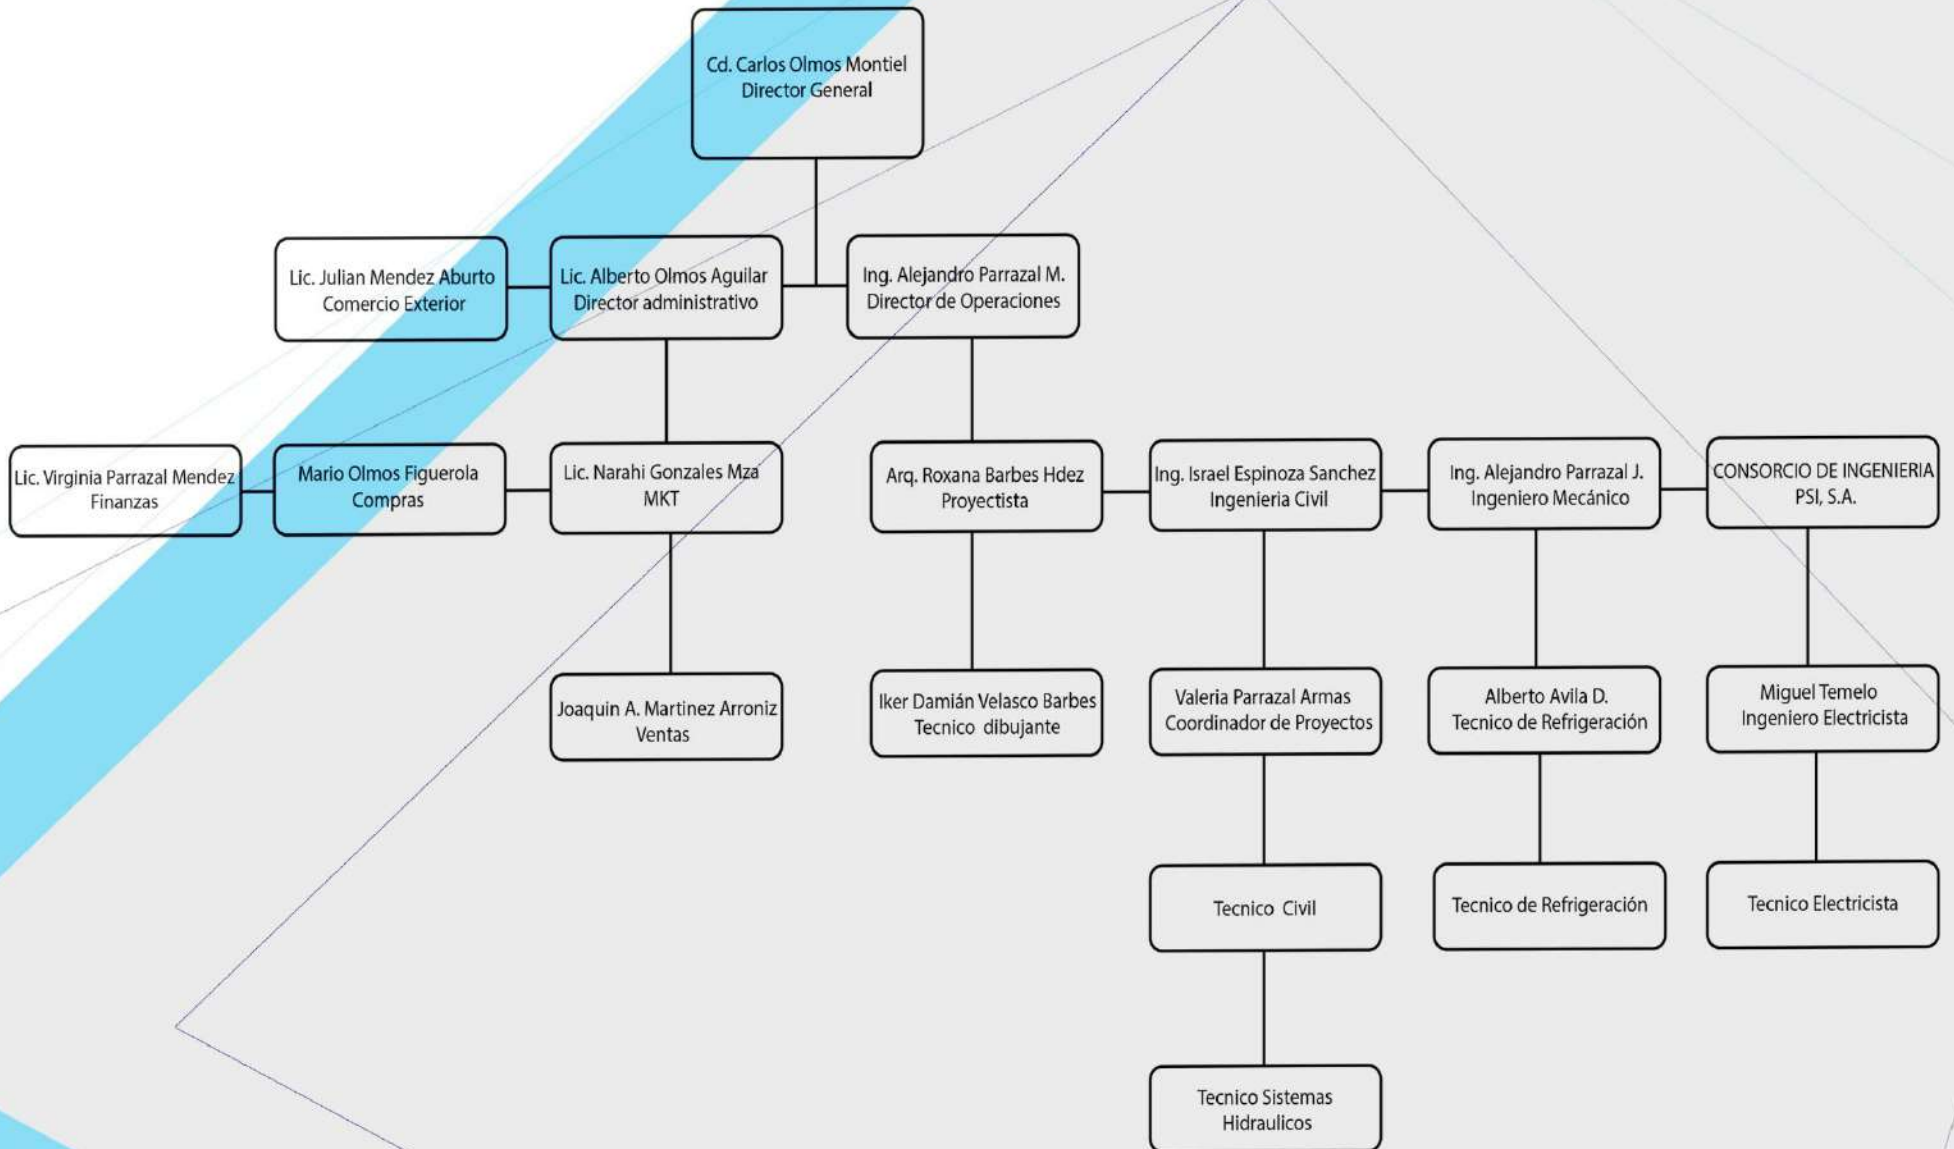 Cd. Carlos Olmos Montiel
Director General
Lic. Julian Mendez Aburto
Comercio Exterior
Lic. Alberto Olmos Aguilar
Director administrativo
Ing. Alejandro Parrazal M.
Director de Operaciones
Lic. Virginia Parrazal Mendez
Finanzas
Mario Olmos Figuerola
Compras
Lic. Narahi Gonzales Mza
MKT
Arq. Roxana Barbes Hdez
Proyectista
Ing. Israel Espinoza Sanchez
Ingenieria Civil
Ing. Alejandro Parrazal J.
Ingeniero Mecánico
CONSORCIO DE INGENIERIA
PSI, S.A.
Joaquin A. Martinez Arroniz
Ventas
Iker Damián Velasco Barbes
Tecnico dibujante
Valeria Parrazal Armas
Coordinador de Proyectos
Alberto Avila D.
Tecnico de Refrigeración
Miguel Temelo
Ingeniero Electricista
Tecnico Civil
Tecnico de Refrigeración
Tecnico Electricista
Tecnico Sistemas
Hidraulicos